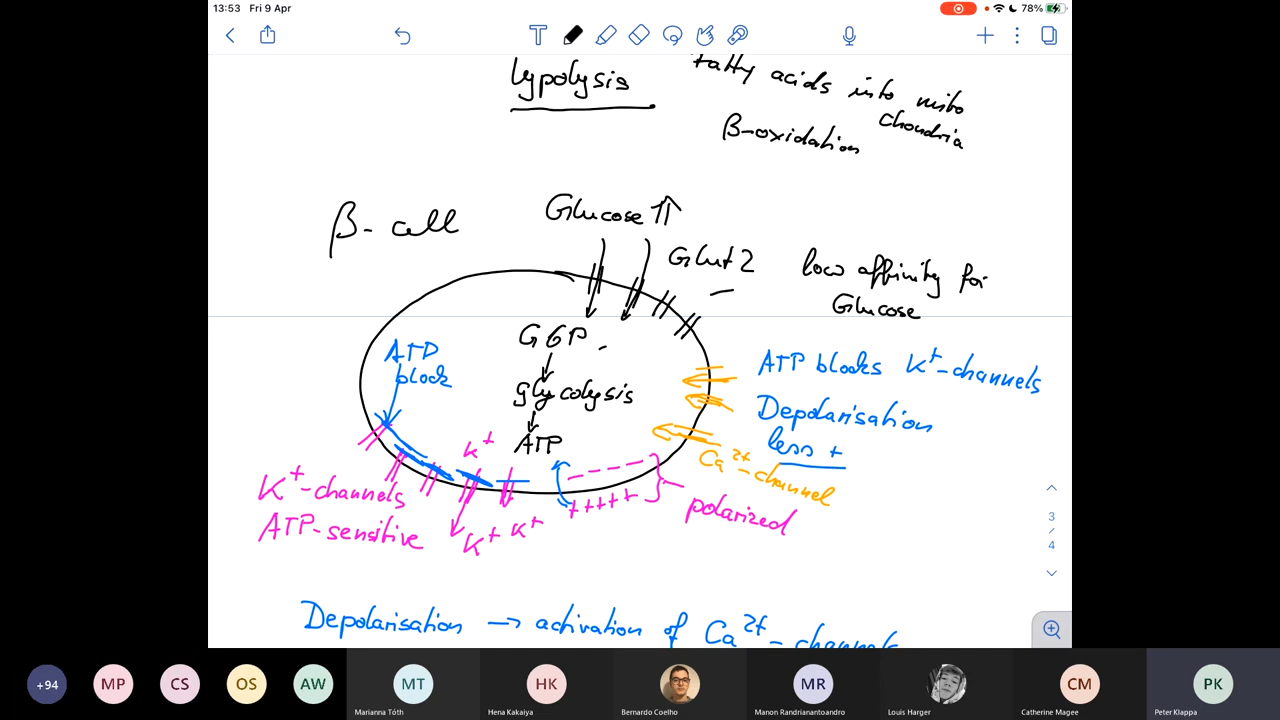 13:53 Fri 9 Apr
78%
Lypolysis
Fatty acids into mito
chondria
β-oxidation
β-cell
Glucose ⇑
Glut2
low affinity for
Glucose
G6P
glycolysis
ATP
ATP
block
K+
K+-channels
ATP-sensitive
K+ K+
- - - - -
+++++
polarized
Ca2+-channel
ATP blocks K+-channels
Depolarisation
less +
3
/
4
Depolarisation → activation of Ca2+-channels
+94
MP
CS
OS
AW
MT
Marianna Tóth
HK
Hena Kakaiya
Bernardo Coelho
MR
Manon Randrianantoandro
Louis Harger
CM
Catherine Magee
PK
Peter Klappa